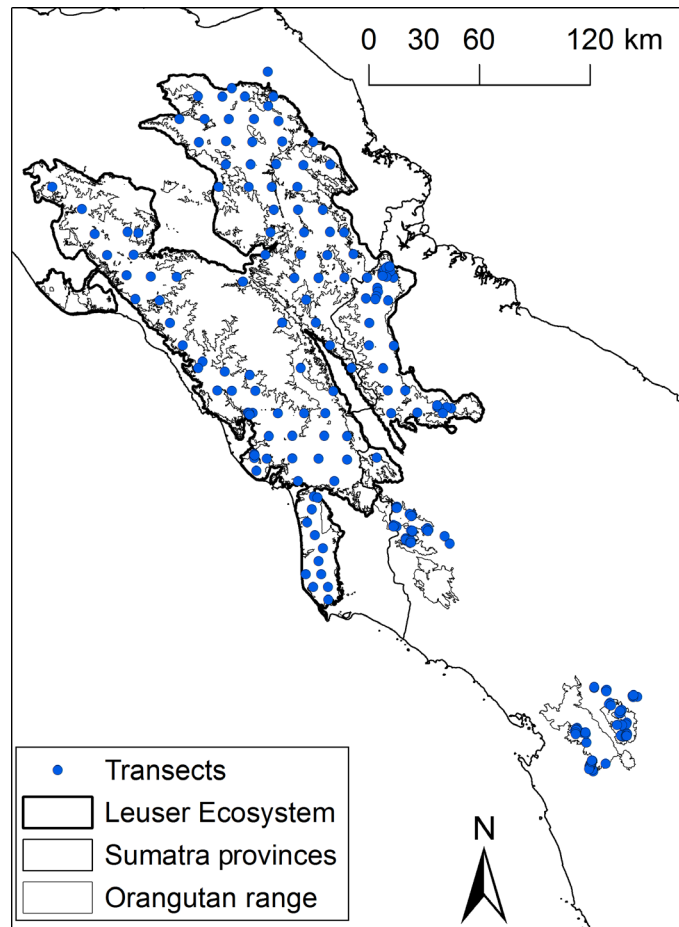 0 30 60 120 km
Transects
Leuser Ecosystem
Sumatra provinces
Orangutan range
N